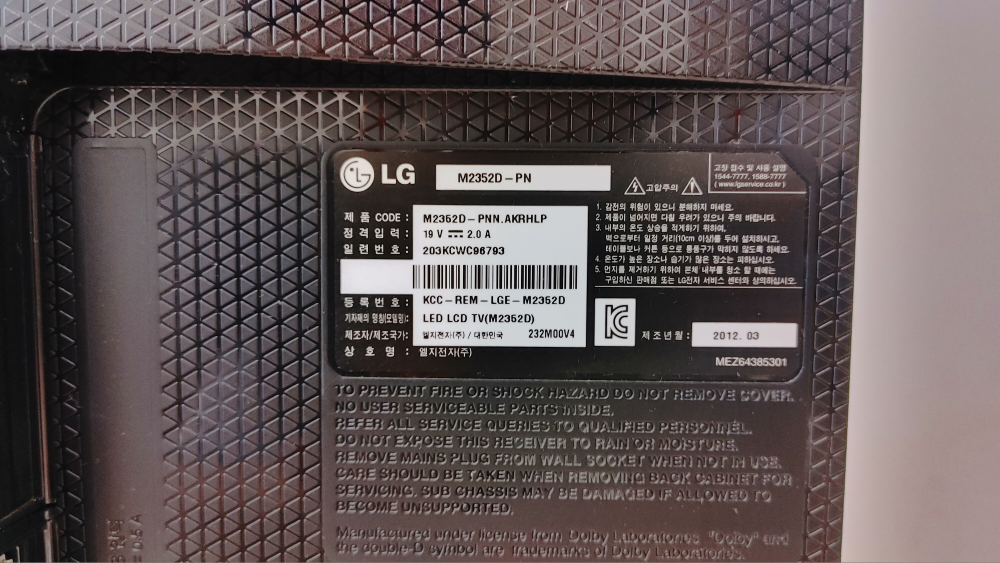 LG
M2352D-PN
고압주의
고장 접수 및 사용 설명
1544-7777, 1588-7777
( www.lgservice.co.kr )
제 품 CODE : M2352D-PNN.AKRHLP
정 격 입 력 : 19 V 2.0 A
일 련 번 호 : 203KCWC96793
등 록 번 호 : KCC-REM-LGE-M2352D
기자재의 명칭(모델명): LED LCD TV(M2352D)
제조자/제조국가: 엘지전자(주) / 대한민국 232M00V4
상 호 명 : 엘지전자(주)
1. 감전의 위험이 있으니 분해하지 마세요.
2. 제품이 넘어지면 다칠 우려가 있으니 주의 바랍니다.
3. 내부의 온도 상승을 적게하기 위하여,
벽으로부터 일정 거리(10cm 이상)를 두어 설치하시고,
테이블보나 커튼 등으로 통풍구가 막히지 않도록 하세요.
4. 온도가 높은 장소나 습기가 많은 장소는 피하십시오.
5. 먼지를 제거하기 위하여 본체 내부를 청소 할 때에는
구입하신 판매점 또는 LG전자 서비스 센터와 상의하십시오.
제 조 년 월 : 2012. 03
MEZ64385301
TO PREVENT FIRE OR SHOCK HAZARD DO NOT REMOVE COVER.
NO USER SERVICEABLE PARTS INSIDE.
REFER ALL SERVICE QUERIES TO QUALIFIED PERSONNEL.
DO NOT EXPOSE THIS RECEIVER TO RAIN OR MOISTURE.
REMOVE MAINS PLUG FROM WALL SOCKET WHEN NOT IN USE.
CARE SHOULD BE TAKEN WHEN REMOVING BACK CABINET FOR
SERVICING. SUB CHASSIS MAY BE DAMAGED IF ALLOWED TO
BECOME UNSUPPORTED.
Manufactured under license from Dolby Laboratories. "Dolby" and
the double-D symbol are trademarks of Dolby Laboratories.